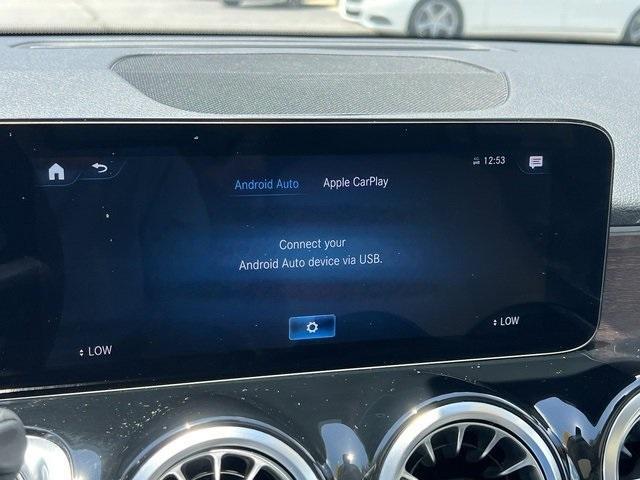 12:53
Android Auto Apple CarPlay
Connect your
Android Auto device via USB.
LOW
LOW